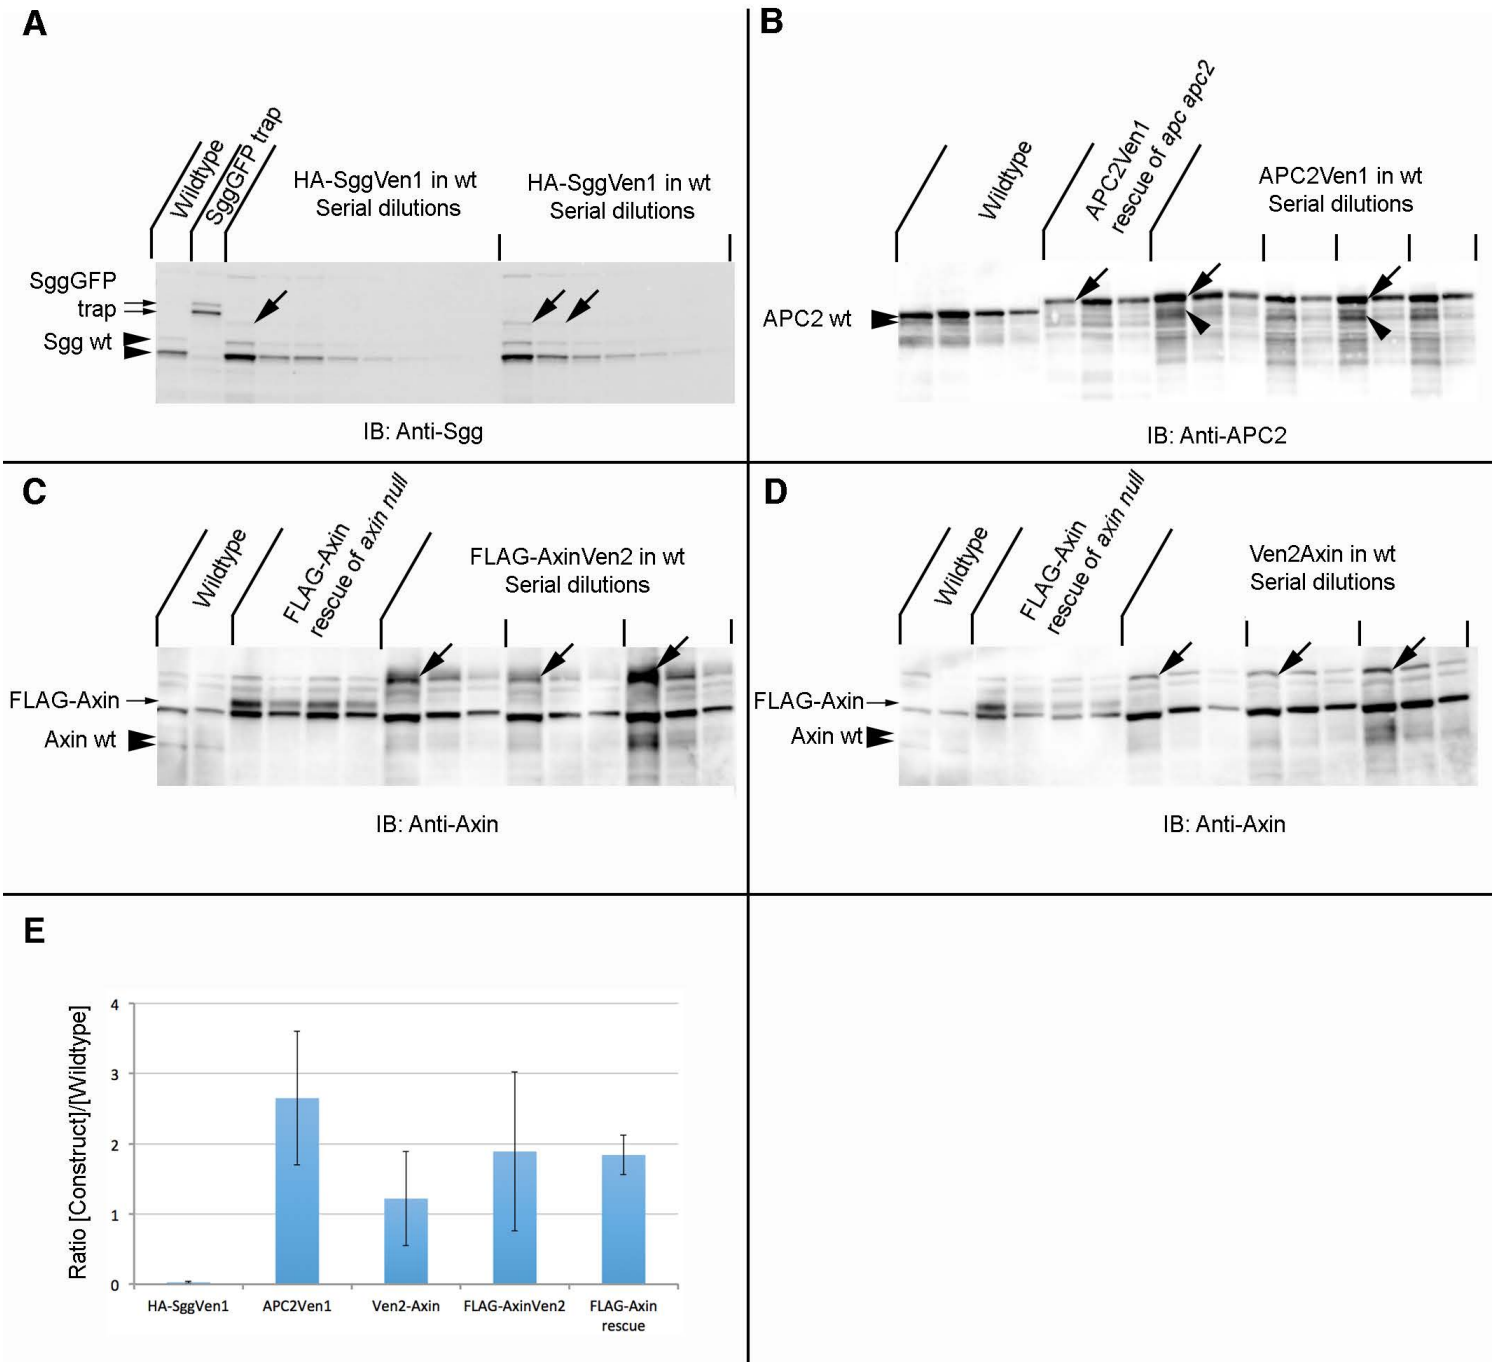 A
Wildtype
SggGFP trap
HA-SggVen1 in wt
Serial dilutions
HA-SggVen1 in wt
Serial dilutions
SggGFP
trap
Sgg wt
IB: Anti-Sgg
B
Wildtype
APC2Ven1
rescue of apc apc2
APC2Ven1 in wt
Serial dilutions
APC2 wt
IB: Anti-APC2
C
Wildtype
FLAG-Axin
rescue of axin null
FLAG-AxinVen2 in wt
Serial dilutions
FLAG-Axin
Axin wt
IB: Anti-Axin
D
Wildtype
FLAG-Axin
rescue of axin null
Ven2Axin in wt
Serial dilutions
FLAG-Axin
Axin wt
IB: Anti-Axin
E
Ratio [Construct]/[Wildtype]
4
3
2
1
0
HA-SggVen1
APC2Ven1
Ven2-Axin
FLAG-AxinVen2
FLAG-Axin
rescue